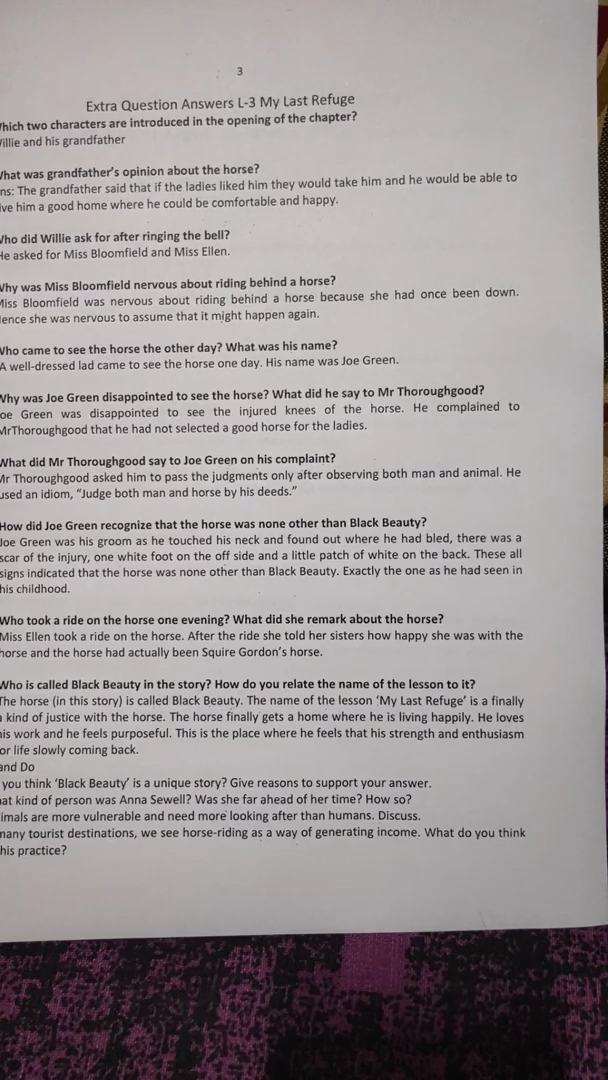 3
Extra Question Answers L-3 My Last Refuge
hich two characters are introduced in the opening of the chapter?
illie and his grandfather
hat was grandfather's opinion about the horse?
ns: The grandfather said that if the ladies liked him they would take him and he would be able to
ive him a good home where he could be comfortable and happy.
ho did Willie ask for after ringing the bell?
He asked for Miss Bloomfield and Miss Ellen.
hy was Miss Bloomfield nervous about riding behind a horse?
Miss Bloomfield was nervous about riding behind a horse because she had once been down.
ence she was nervous to assume that it might happen again.
ho came to see the horse the other day? What was his name?
A well-dressed lad came to see the horse one day. His name was Joe Green.
hy was Joe Green disappointed to see the horse? What did he say to Mr Thoroughgood?
oe Green was disappointed to see the injured knees of the horse. He complained to
MrThoroughgood that he had not selected a good horse for the ladies.
What did Mr Thoroughgood say to Joe Green on his complaint?
Mr Thoroughgood asked him to pass the judgments only after observing both man and animal. He
used an idiom, "Judge both man and horse by his deeds."
How did Joe Green recognize that the horse was none other than Black Beauty?
Joe Green was his groom as he touched his neck and found out where he had bled, there was a
scar of the injury, one white foot on the off side and a little patch of white on the back. These all
signs indicated that the horse was none other than Black Beauty. Exactly the one as he had seen in
his childhood.
Who took a ride on the horse one evening? What did she remark about the horse?
Miss Ellen took a ride on the horse. After the ride she told her sisters how happy she was with the
horse and the horse had actually been Squire Gordon's horse.
Who is called Black Beauty in the story? How do you relate the name of the lesson to it?
The horse (in this story) is called Black Beauty. The name of the lesson 'My Last Refuge' is a finally
a kind of justice with the horse. The horse finally gets a home where he is living happily. He loves
his work and he feels purposeful. This is the place where he feels that his strength and enthusiasm
or life slowly coming back.
and Do
you think 'Black Beauty' is a unique story? Give reasons to support your answer.
at kind of person was Anna Sewell? Was she far ahead of her time? How so?
imals are more vulnerable and need more looking after than humans. Discuss.
many tourist destinations, we see horse-riding as a way of generating income. What do you think
his practice?